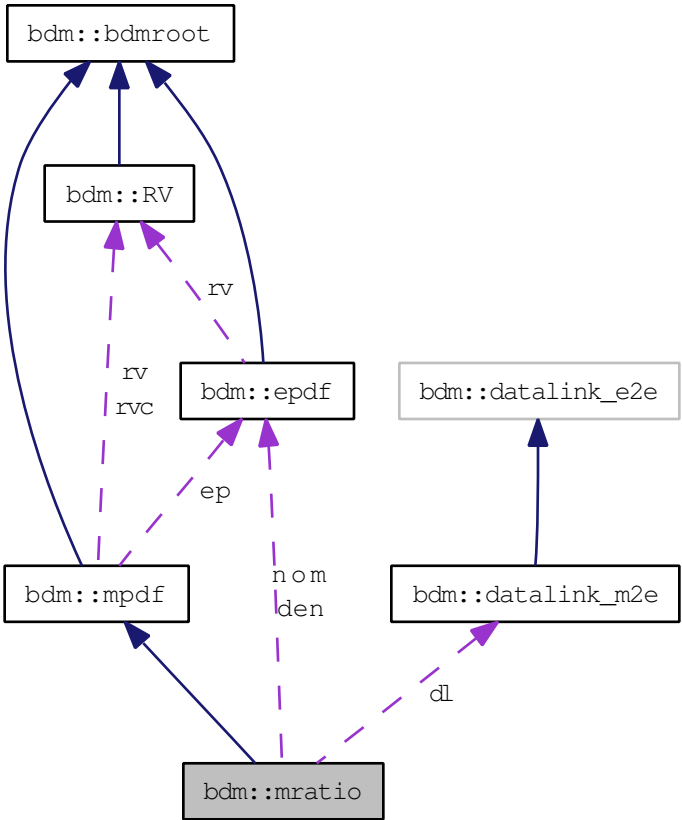 bdm::bdmroot
bdm::RV
rv
rv
rvc
bdm::epdf
bdm::datalink_e2e
ep
bdm::mpdf
nom
den
bdm::datalink_m2e
dl
bdm::mratio